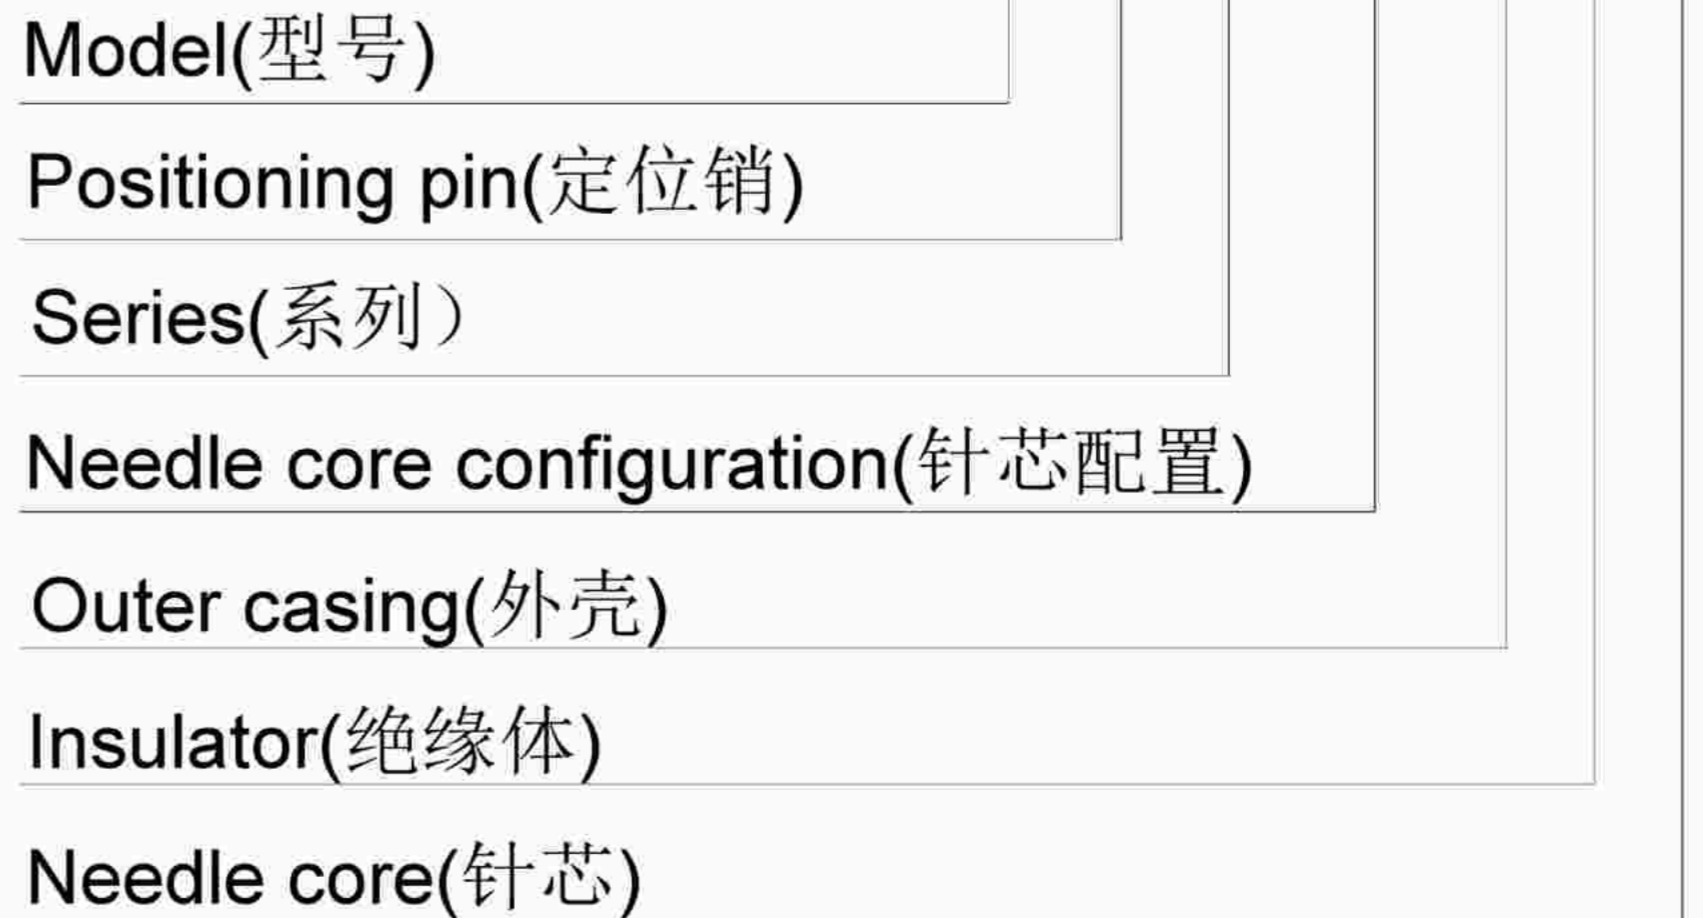 Model(型号)
Positioning pin(定位销)
Series(系列）
Needle core configuration(针芯配置)
Outer casing(外壳)
Insulator(绝缘体)
Needle core(针芯)